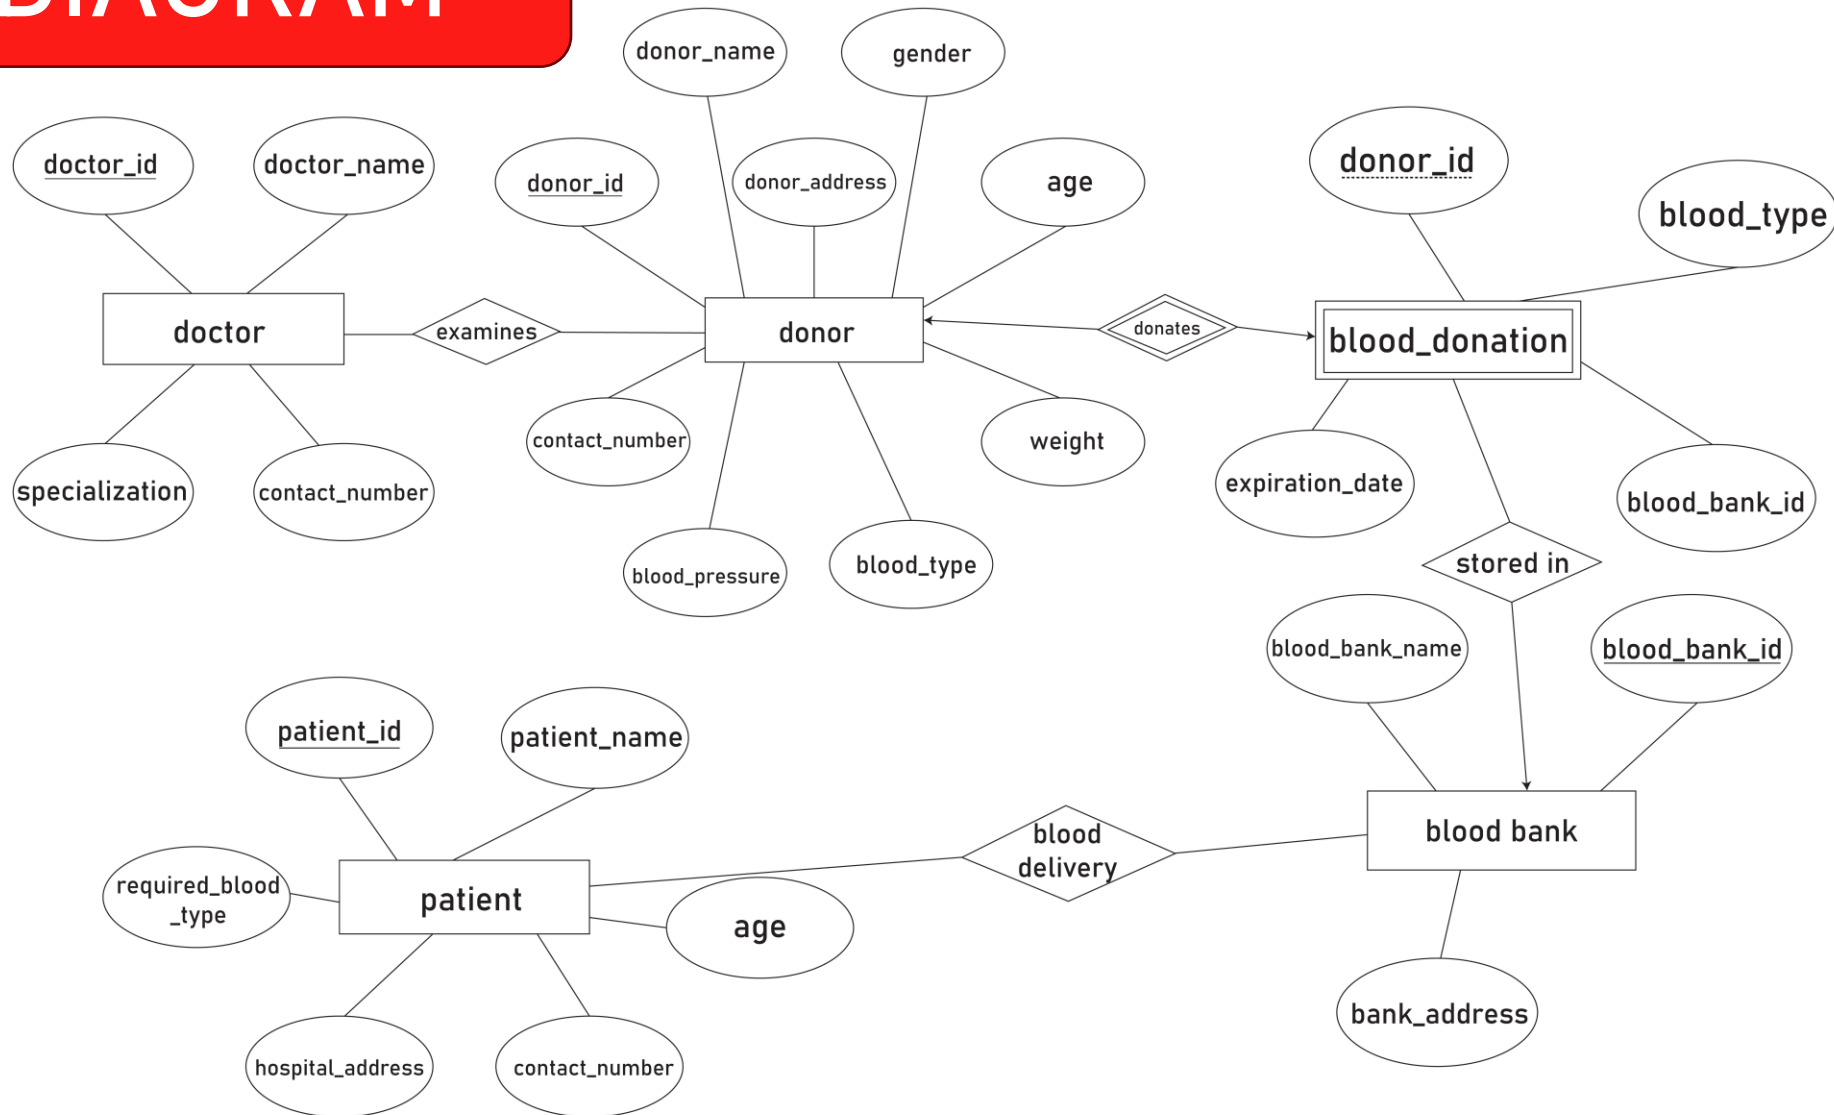 DIAGRAM
donor_name
gender
doctor_id
doctor_name
donor_id
donor_address
age
donor_id
blood_type
doctor
examines
donor
donates
blood_donation
contact_number
weight
specialization
contact_number
expiration_date
blood_bank_id
blood_pressure
blood_type
stored in
blood_bank_name
blood_bank_id
patient_id
patient_name
blood
delivery
blood bank
required_blood
_type
patient
age
bank_address
hospital_address
contact_number